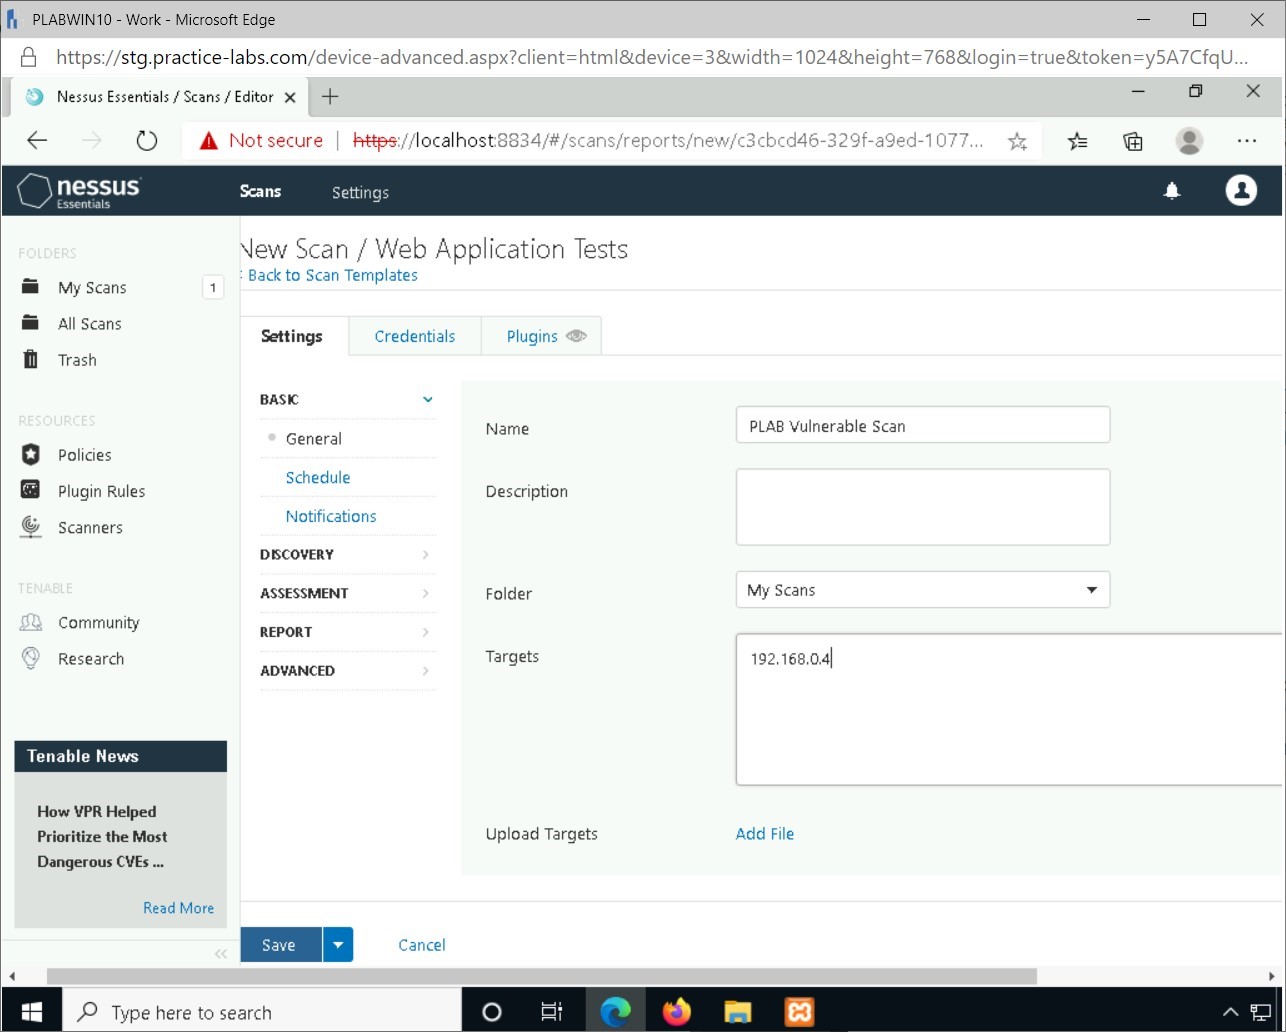 PLABWIN10 - Work - Microsoft Edge
https://stg.practice-labs.com/device-advanced.aspx?client=html&device=3&width=1024&height=768&login=true&token=y5A7CfqU...
Nessus Essentials / Scans / Editor
Not secure | https://localhost:8834/#/scans/reports/new/c3cbcd46-329f-a9ed-1077...
nessus
Essentials
Scans
Settings
FOLDERS
My Scans
1
All Scans
Trash
RESOURCES
Policies
Plugin Rules
Scanners
TENABLE
Community
Research
Tenable News
How VPR Helped
Prioritize the Most
Dangerous CVEs ...
Read More
New Scan / Web Application Tests
Back to Scan Templates
Settings
Credentials
Plugins
BASIC
General
Schedule
Notifications
DISCOVERY
ASSESSMENT
REPORT
ADVANCED
Name
PLAB Vulnerable Scan
Description
Folder
My Scans
Targets
192.168.0.4
Upload Targets
Add File
Save
Cancel
Type here to search